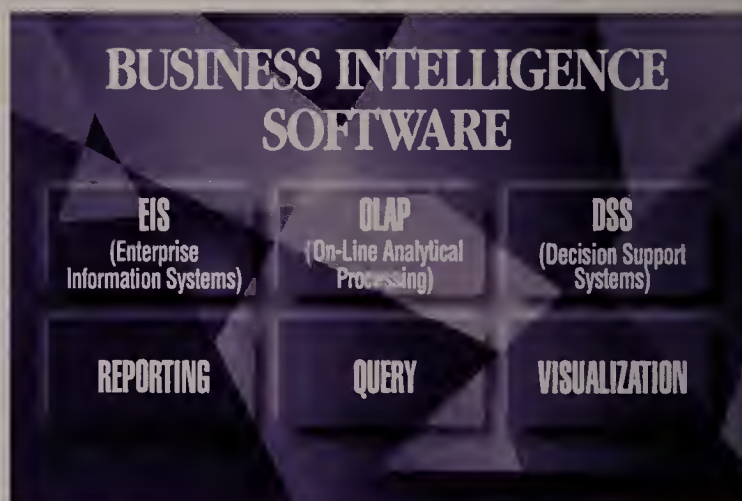 BUSINESS INTELLIGENCE
SOFTWARE
EIS
(Enterprise
Information Systems)
OLAP
(On-Line Analytical
Processing)
DSS
(Decision Support
Systems)
REPORTING
QUERY
VISUALIZATION